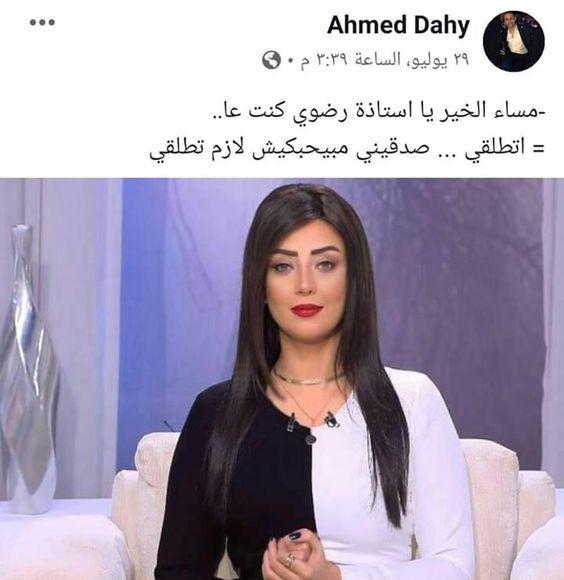 Ahmed Dahy
٢٩ يوليو، الساعة ٣:٣٩ م •
-مساء الخير يا استاذة رضوي كنت عا..
= اتطلقي ... صدقيني مبيحبكيش لازم تطلقي